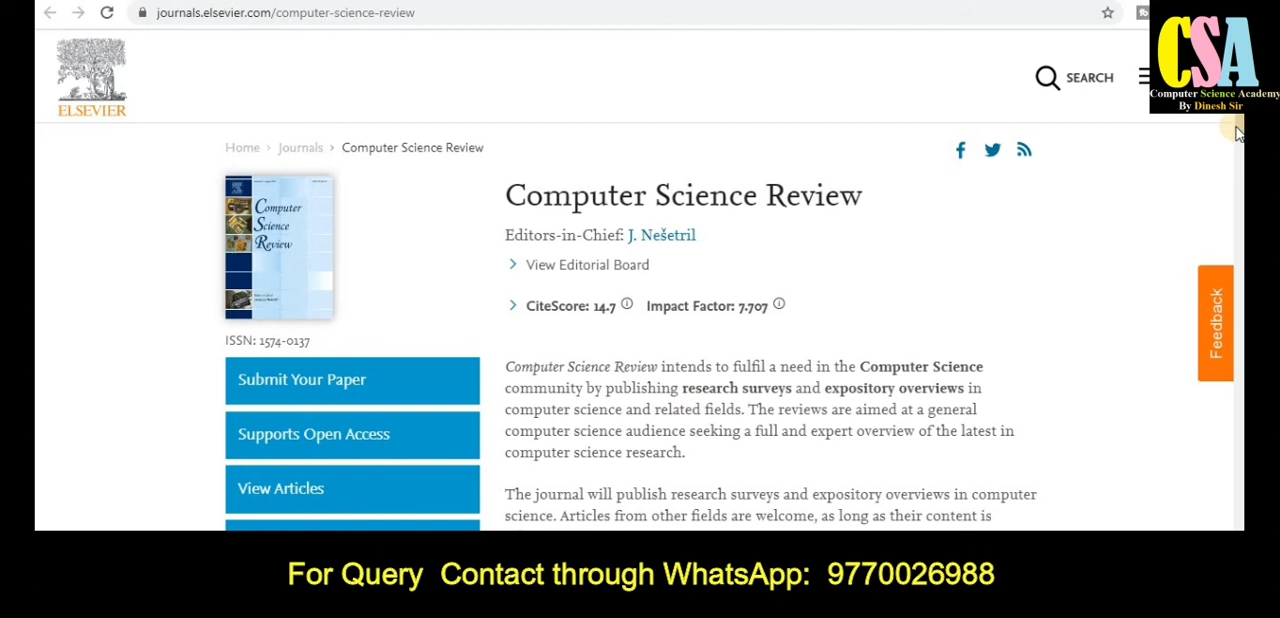 journals.elsevier.com/computer-science-review
CSA
Computer Science Academy
By Dinesh Sir
ELSEVIER
SEARCH
Home > Journals > Computer Science Review
Computer
Science
Review
Computer Science Review
Editors-in-Chief: J. Nešetril
> View Editorial Board
> CiteScore: 14.7 Impact Factor: 7.707
ISSN: 1574-0137
Submit Your Paper
Supports Open Access
View Articles
Feedback
Computer Science Review intends to fulfil a need in the Computer Science
community by publishing research surveys and expository overviews in
computer science and related fields. The reviews are aimed at a general
computer science audience seeking a full and expert overview of the latest in
computer science research.
The journal will publish research surveys and expository overviews in computer
science. Articles from other fields are welcome, as long as their content is
For Query Contact through WhatsApp: 9770026988